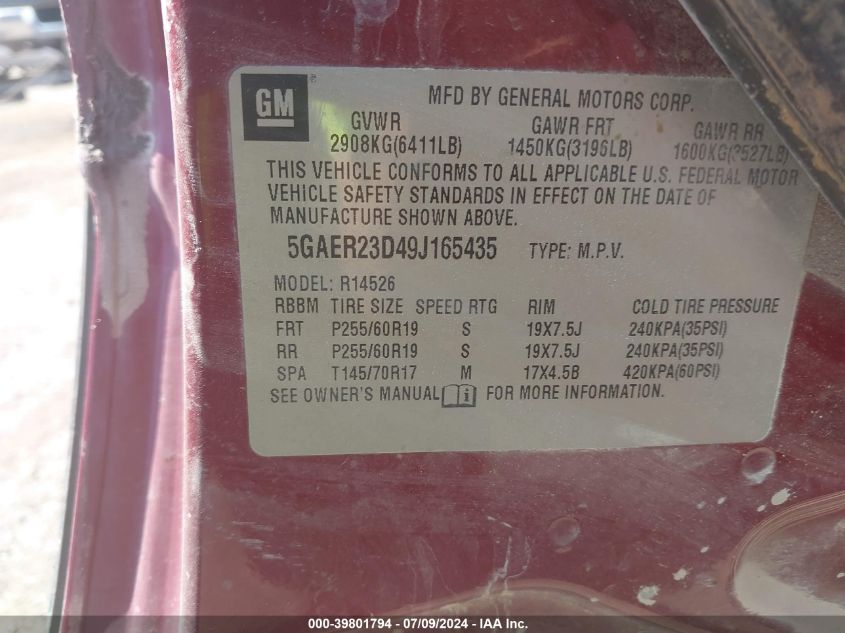 GM ®
MFD BY GENERAL MOTORS CORP.
GVWR GAWR FRT GAWR RR
2908KG(6411LB) 1450KG(3196LB) 1600KG(3527LB)
THIS VEHICLE CONFORMS TO ALL APPLICABLE U.S. FEDERAL MOTOR
VEHICLE SAFETY STANDARDS IN EFFECT ON THE DATE OF
MANUFACTURE SHOWN ABOVE.
5GAER23D49J165435 TYPE: M.P.V.
MODEL: R14526
RBBM TIRE SIZE SPEED RTG RIM COLD TIRE PRESSURE
FRT P255/60R19 S 19X7.5J 240KPA(35PSI)
RR P255/60R19 S 19X7.5J 240KPA(35PSI)
SPA T145/70R17 M 17X4.5B 420KPA(60PSI)
SEE OWNER'S MANUAL i FOR MORE INFORMATION.
000-39801794 - 07/09/2024 - IAA Inc.